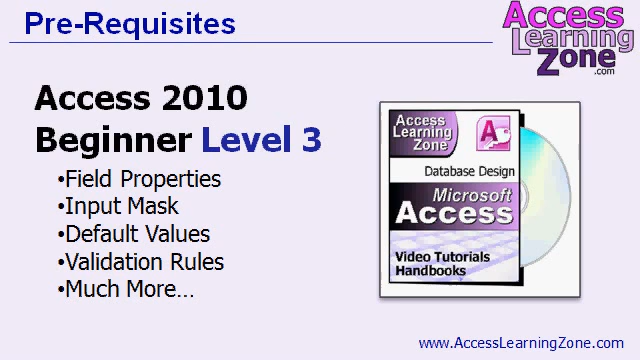 Pre-Requisites
Access
Learning
Zone
.com
Access 2010
Beginner Level 3
•Field Properties
•Input Mask
•Default Values
•Validation Rules
•Much More…
Access
Learning
Zone
A
Database Design
Microsoft
Access
Video Tutorials
Handbooks
www.AccessLearningZone.com